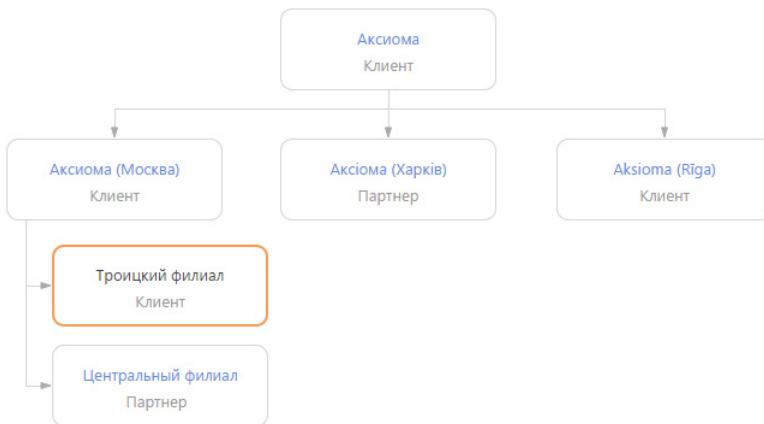 Аксиома
Клиент
Аксиома (Москва)
Клиент
Аксіома (Харків)
Партнер
Aksioma (Rīga)
Клиент
Троицкий филиал
Клиент
Центральный филиал
Партнер